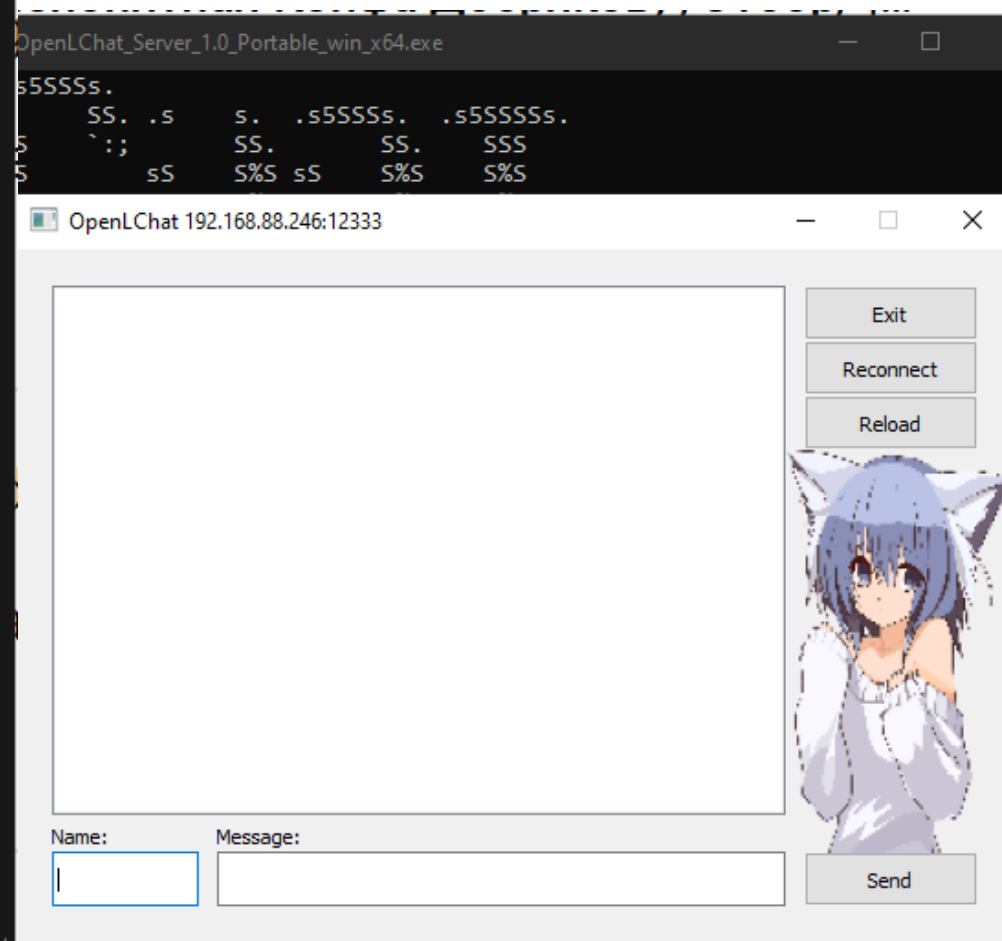 OpenLChat_Server_1.0_Portable_win_x64.exe
s5SSSs.
SS. .s    s.  .s5SSSs.  .s5SSSSs.
S    `:;       SS.       SS.    SSS
S        sS    S%S sS    S%S    S%S
OpenLChat 192.168.88.246:12333
Exit
Reconnect
Reload
Name:
Message:
Send